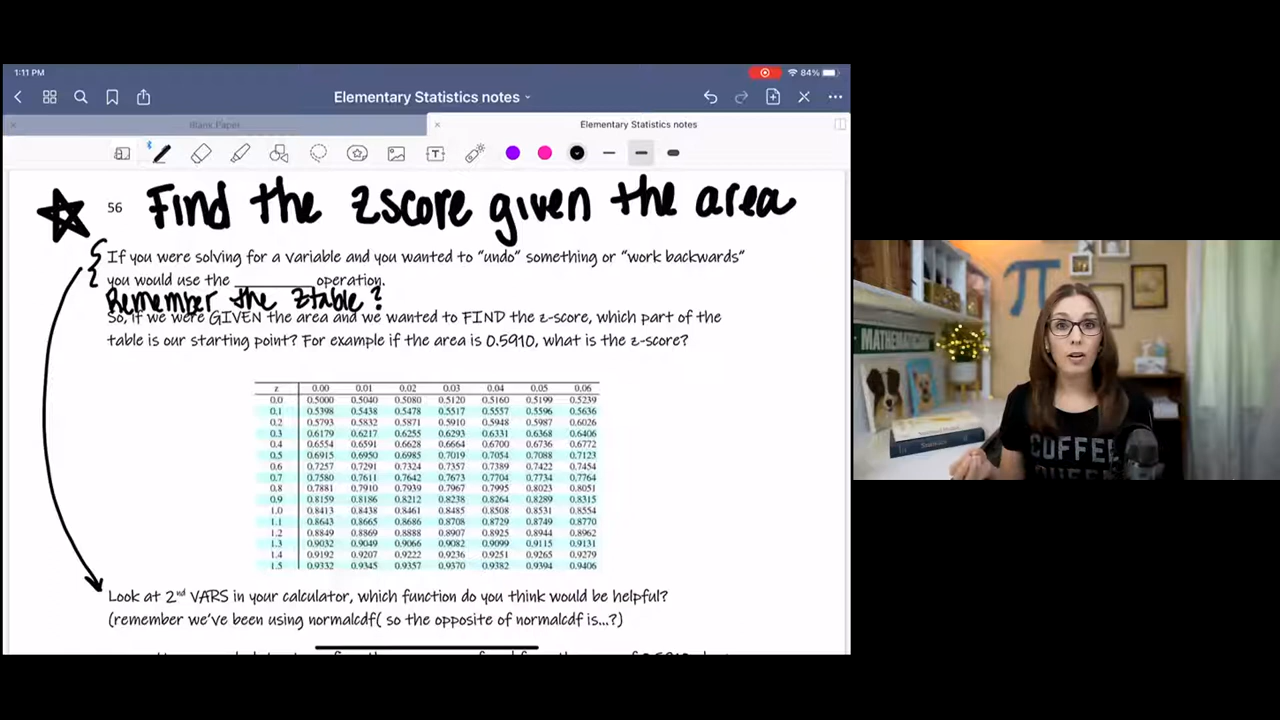 1:11 PM
84%
Elementary Statistics notes
Blank Paper
Elementary Statistics notes
56 Find the zscore given the area
If you were solving for a variable and you wanted to “undo” something or “work backwards”
you would use the ________ operation.
Remember the ztable?
So, if we were GIVEN the area and we wanted to FIND the z-score, which part of the
table is our starting point? For example if the area is 0.5910, what is the z-score?
z 0.00 0.01 0.02 0.03 0.04 0.05 0.06
0.0 0.5000 0.5040 0.5080 0.5120 0.5160 0.5199 0.5239
0.1 0.5398 0.5438 0.5478 0.5517 0.5557 0.5596 0.5636
0.2 0.5793 0.5832 0.5871 0.5910 0.5948 0.5987 0.6026
0.3 0.6179 0.6217 0.6255 0.6293 0.6331 0.6368 0.6406
0.4 0.6554 0.6591 0.6628 0.6664 0.6700 0.6736 0.6772
0.5 0.6915 0.6950 0.6985 0.7019 0.7054 0.7088 0.7123
0.6 0.7257 0.7291 0.7324 0.7357 0.7389 0.7422 0.7454
0.7 0.7580 0.7611 0.7642 0.7673 0.7704 0.7734 0.7764
0.8 0.7881 0.7910 0.7939 0.7967 0.7995 0.8023 0.8051
0.9 0.8159 0.8186 0.8212 0.8238 0.8264 0.8289 0.8315
1.0 0.8413 0.8438 0.8461 0.8485 0.8508 0.8531 0.8554
1.1 0.8643 0.8665 0.8686 0.8708 0.8729 0.8749 0.8770
1.2 0.8849 0.8869 0.8888 0.8907 0.8925 0.8944 0.8962
1.3 0.9032 0.9049 0.9066 0.9082 0.9099 0.9115 0.9131
1.4 0.9192 0.9207 0.9222 0.9236 0.9251 0.9265 0.9279
1.5 0.9332 0.9345 0.9357 0.9370 0.9382 0.9394 0.9406
Look at 2nd VARS in your calculator, which function do you think would be helpful?
(remember we've been using normalcdf( so the opposite of normalcdf is...?)
COFFEE